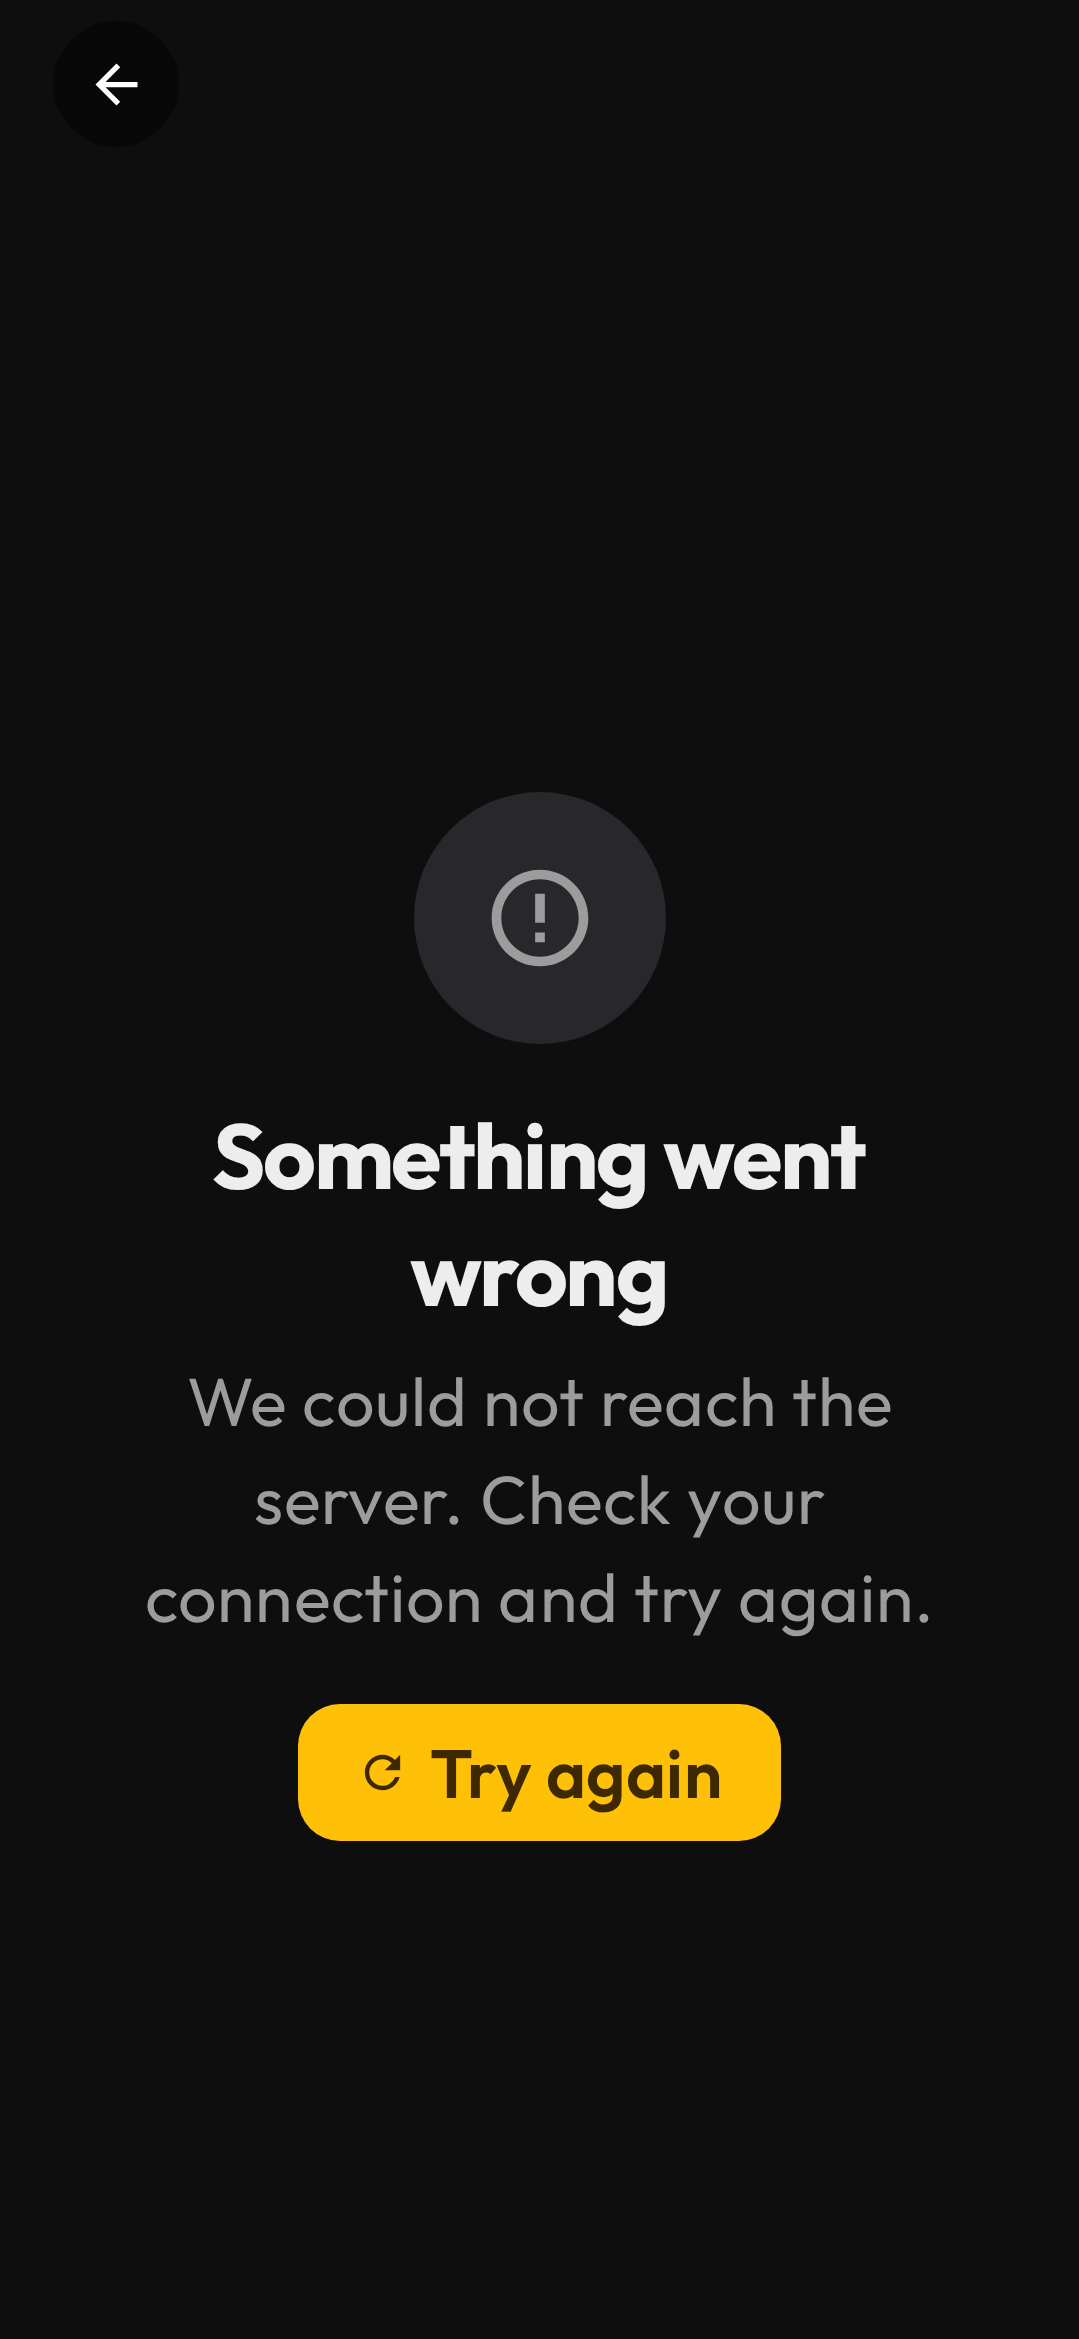 Something went
wrong
We could not reach the
server. Check your
connection and try again.
Try again